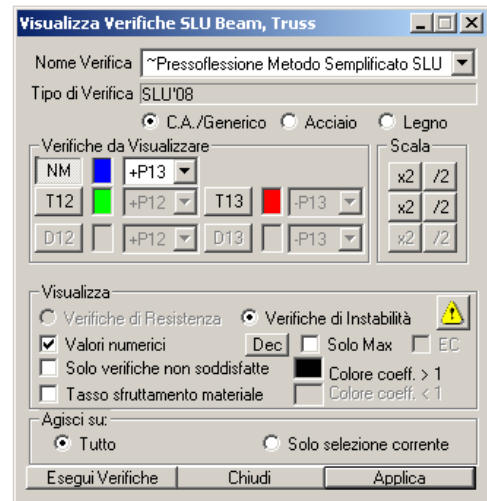 Visualizza Verifiche SLU Beam, Truss
Nome Verifica ~Pressoflessione Metodo Semplificato SLU
Tipo di Verifica SLU'08
C.A./Generico Acciaio Legno
Verifiche da Visualizzare Scala
NM +P13 x2 /2
T12 +P12 T13 -P13 x2 /2
D12 +P12 D13 -P13 x2 /2
Visualizza
Verifiche di Resistenza Verifiche di Instabilità
Valori numerici Dec Solo Max EC
Solo verifiche non soddisfatte Colore coeff. > 1
Tasso sfruttamento materiale Colore coeff. < 1
Agisci su:
Tutto Solo selezione corrente
Esegui Verifiche Chiudi Applica